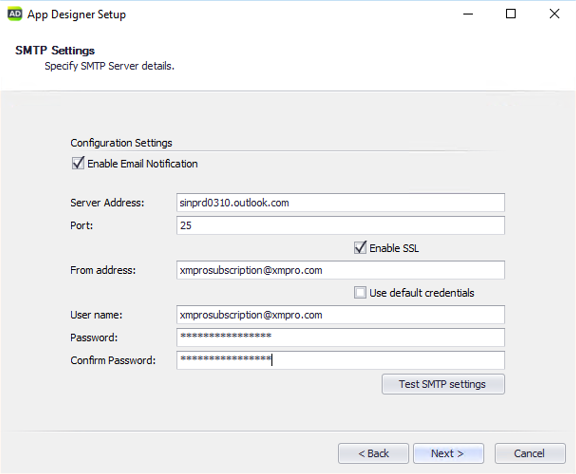 AD App Designer Setup
SMTP Settings
Specify SMTP Server details.
Configuration Settings
Enable Email Notification
Server Address: sinprd0310.outlook.com
Port: 25
Enable SSL
From address: xmprosubscription@xmpro.com
Use default credentials
User name: xmprosubscription@xmpro.com
Password: ****************
Confirm Password: ****************
Test SMTP settings
< Back Next > Cancel